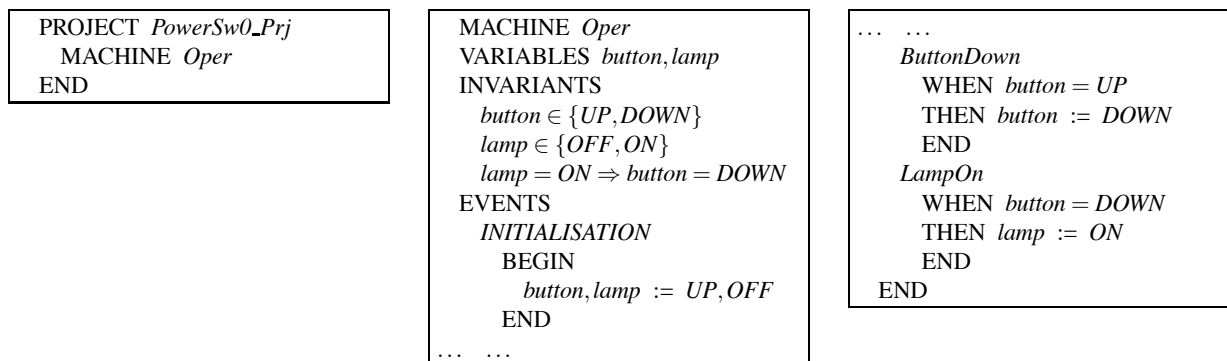 PROJECT PowerSw0_Prj
MACHINE Oper
END
MACHINE Oper
VARIABLES button,lamp
INVARIANTS
button ∈ {UP,DOWN}
lamp ∈ {OFF,ON}
lamp = ON ⇒ button = DOWN
EVENTS
INITIALISATION
BEGIN
button,lamp := UP,OFF
END
... ...
... ...
ButtonDown
WHEN button = UP
THEN button := DOWN
END
LampOn
WHEN button = DOWN
THEN lamp := ON
END
END